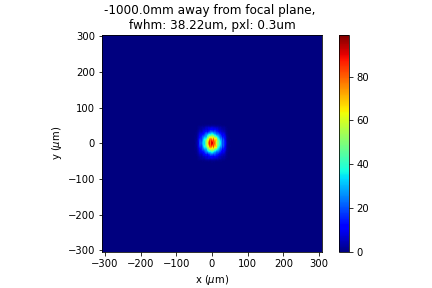 -1000.0mm away from focal plane,
fwhm: 38.22um, pxl: 0.3um
300
200
100
0
−100
−200
−300
y (μm)
−300 −200 −100 0 100 200 300
x (μm)
80
60
40
20
0